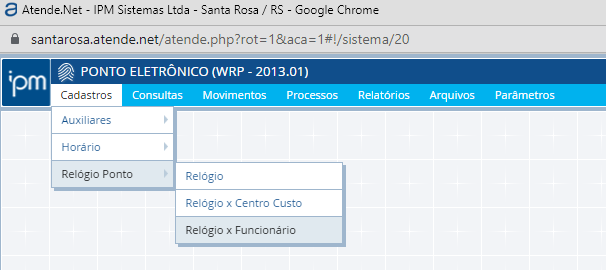 Atende.Net - IPM Sistemas Ltda - Santa Rosa / RS - Google Chrome
santarosa.atende.net/atende.php?rot=1&aca=1#!/sistema/20
ipm
PONTO ELETRÔNICO (WRP - 2013.01)
Cadastros Consultas Movimentos Processos Relatórios Arquivos Parâmetros
Auxiliares
Horário
Relógio Ponto
Relógio
Relógio x Centro Custo
Relógio x Funcionário